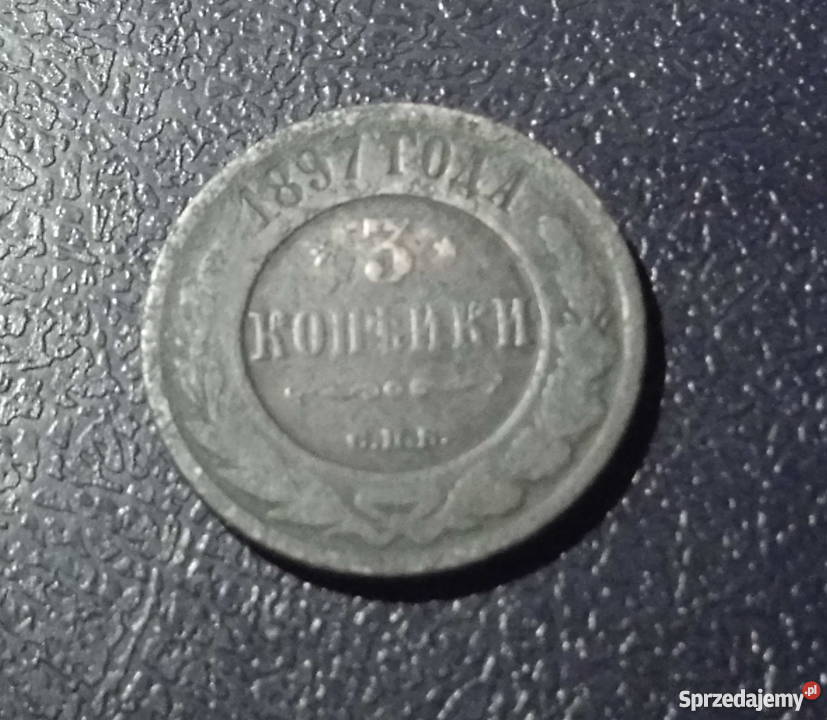 1897 ГОДА
* 3 *
КОПѢЙКИ
С.П.Б.
Sprzedajemy.pl